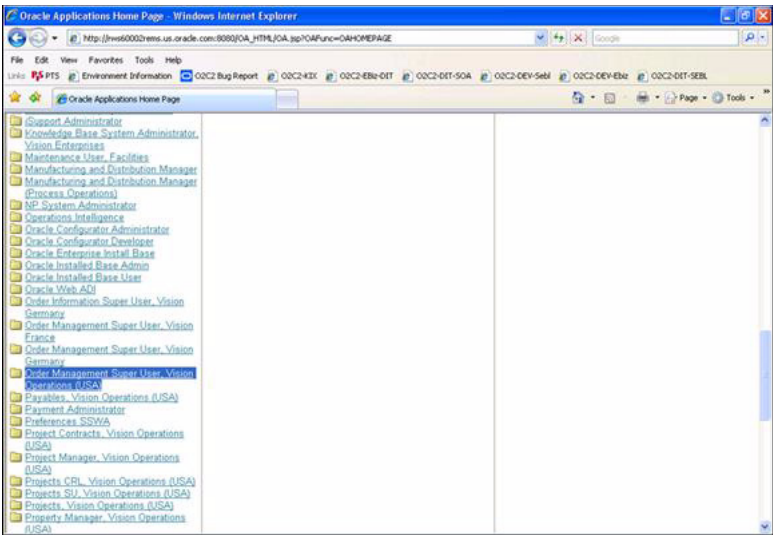 Oracle Applications Home Page - Windows Internet Explorer
http://rws60002rems.us.oracle.com:8080/OA_HTML/OA.jsp?OAFunc=OAHOMEPAGE
Google
File Edit View Favorites Tools Help
Links PTS Environment Information O2C2 Bug Report O2C2-KIX O2C2-EBiz-DIT O2C2-DIT-SOA O2C2-DEV-Sebl O2C2-DEV-Ebiz O2C2-DIT-SEBL
Oracle Applications Home Page
Page Tools
(Support Administrator
Knowledge Base System Administrator,
Vision Enterprises
Maintenance User, Facilities
Manufacturing and Distribution Manager
Manufacturing and Distribution Manager
(Process Operations)
NP System Administrator
Operations Intelligence
Oracle Configurator Administrator
Oracle Configurator Developer
Oracle Enterprise Install Base
Oracle Installed Base Admin
Oracle Installed Base User
Oracle Web ADI
Order Information Super User, Vision
Germany
Order Management Super User, Vision
France
Order Management Super User, Vision
Germany
Order Management Super User, Vision
Operations (USA)
Payables, Vision Operations (USA)
Payment Administrator
Preferences SSWA
Project Contracts, Vision Operations
(USA)
Project Manager, Vision Operations
(USA)
Projects CRL, Vision Operations (USA)
Projects SU, Vision Operations (USA)
Projects, Vision Operations (USA)
Property Manager, Vision Operations
(USA)